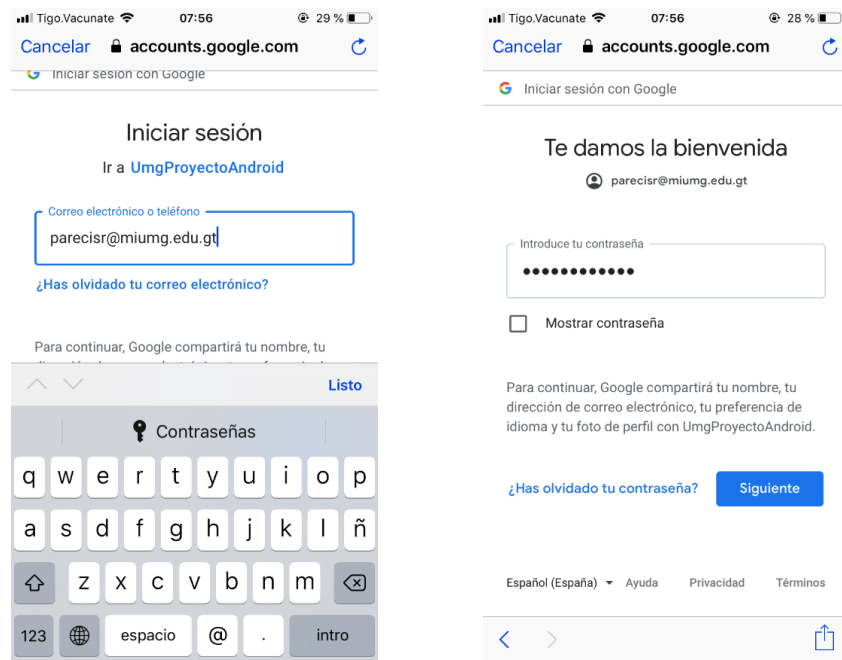 Tigo.Vacunate 07:56 29 %
Cancelar accounts.google.com
Iniciar sesión con Google
Iniciar sesión
Ir a UmgProyectoAndroid
Correo electrónico o teléfono
parecisr@miumg.edu.gt
¿Has olvidado tu correo electrónico?
Para continuar, Google compartirá tu nombre, tu
Listo
Contraseñas
q w e r t y u i o p
a s d f g h j k l ñ
z x c v b n m
123 espacio @ . intro
Tigo.Vacunate 07:56 28 %
Cancelar accounts.google.com
G Iniciar sesión con Google
Te damos la bienvenida
parecisr@miumg.edu.gt
Introduce tu contraseña
••••••••••••
Mostrar contraseña
Para continuar, Google compartirá tu nombre, tu
dirección de correo electrónico, tu preferencia de
idioma y tu foto de perfil con UmgProyectoAndroid.
¿Has olvidado tu contraseña? Siguiente
Español (España) Ayuda Privacidad Términos